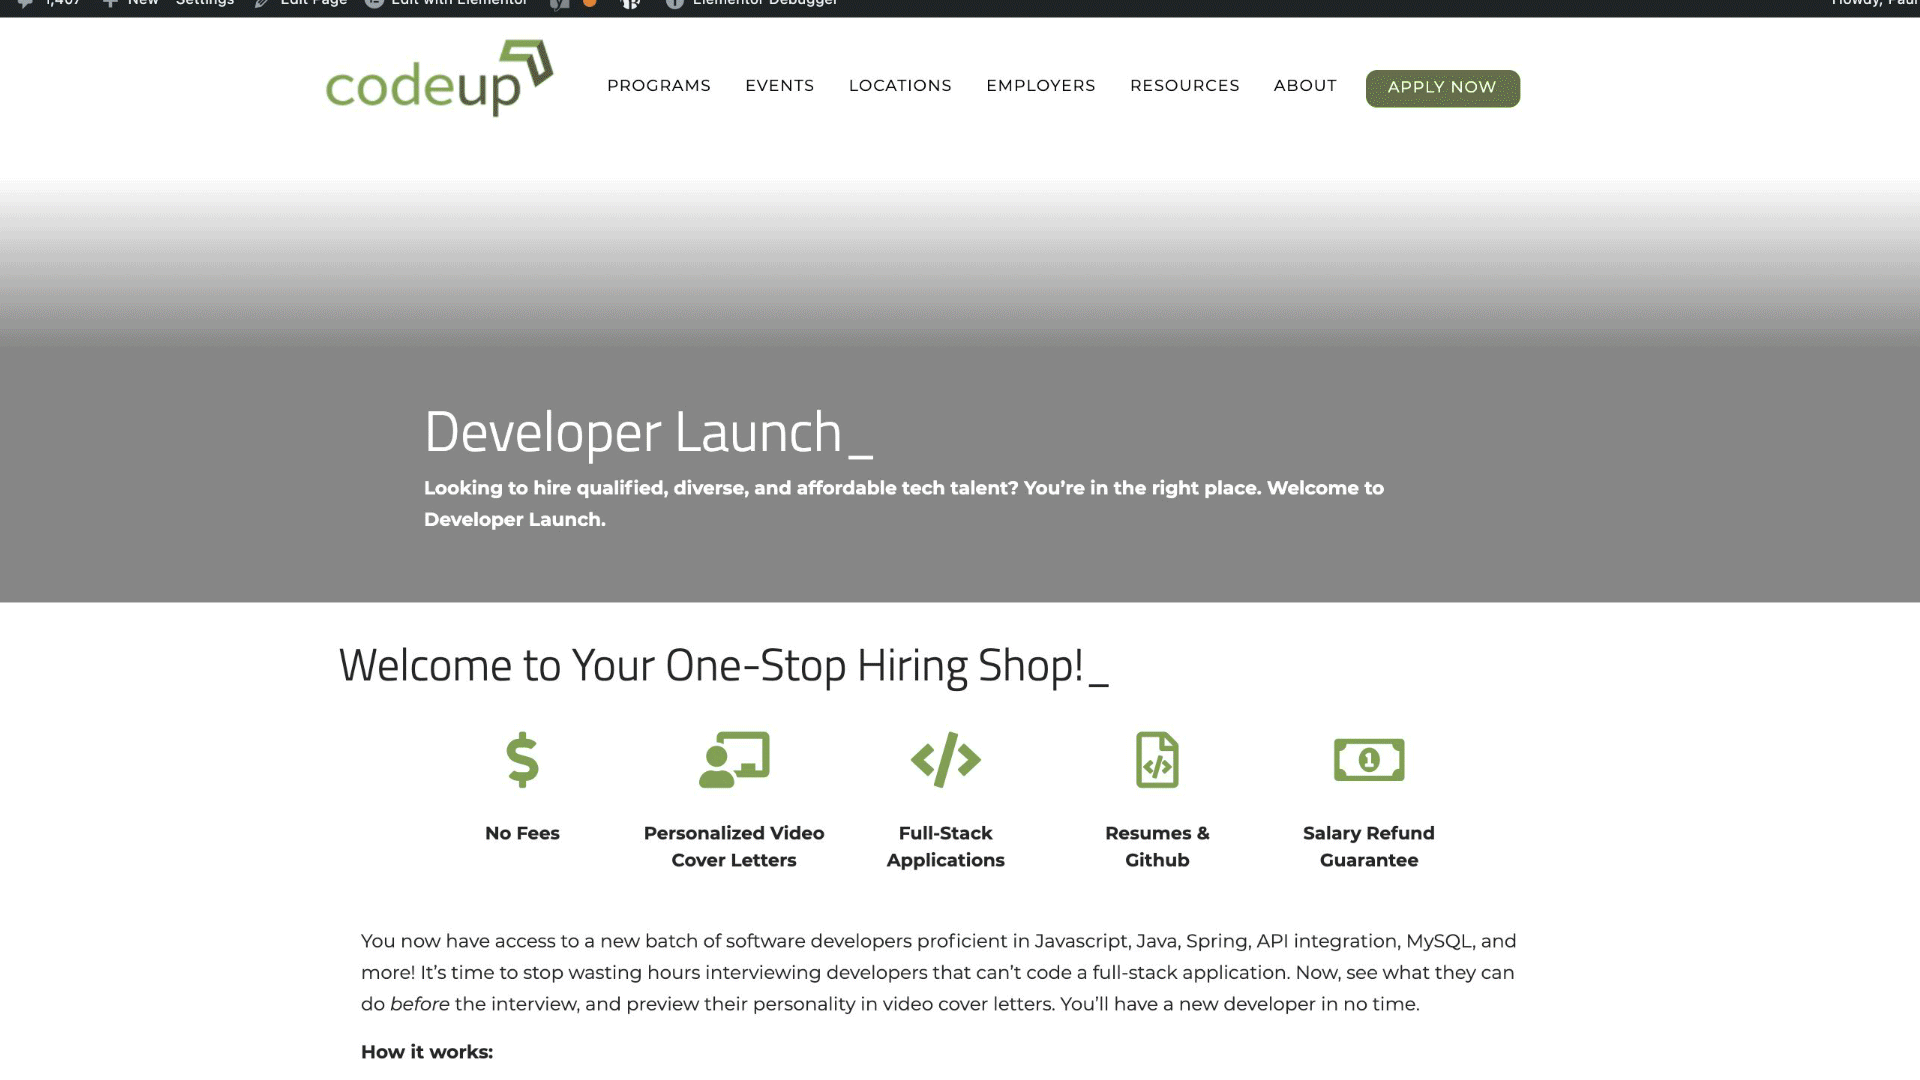 1,407 New Settings Edit Page Edit with Elementor Elementor Debugger Howdy, Paul
codeup
PROGRAMS EVENTS LOCATIONS EMPLOYERS RESOURCES ABOUT APPLY NOW
Developer Launch_
Looking to hire qualified, diverse, and affordable tech talent? You’re in the right place. Welcome to
Developer Launch.
Welcome to Your One-Stop Hiring Shop!_
No Fees
Personalized Video
Cover Letters
Full-Stack
Applications
Resumes &
Github
1
Salary Refund
Guarantee
You now have access to a new batch of software developers proficient in Javascript, Java, Spring, API integration, MySQL, and
more! It’s time to stop wasting hours interviewing developers that can’t code a full-stack application. Now, see what they can
do before the interview, and preview their personality in video cover letters. You’ll have a new developer in no time.
How it works: